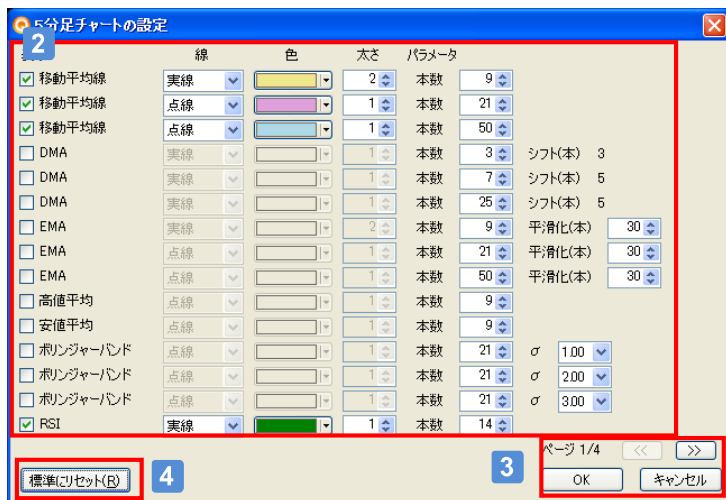 5分足チャートの設定
2
線 色 太さ パラメータ
移動平均線 実線 2 本数 9
移動平均線 点線 1 本数 21
移動平均線 点線 1 本数 50
DMA 実線 1 本数 3 シフト(本) 3
DMA 実線 1 本数 7 シフト(本) 5
DMA 実線 1 本数 25 シフト(本) 5
EMA 実線 2 本数 9 平滑化(本) 30
EMA 点線 1 本数 21 平滑化(本) 30
EMA 点線 1 本数 50 平滑化(本) 30
高値平均 点線 1 本数 9
安値平均 点線 1 本数 9
ボリンジャーバンド 点線 1 本数 21 σ 1.00
ボリンジャーバンド 点線 1 本数 21 σ 2.00
ボリンジャーバンド 点線 1 本数 21 σ 3.00
RSI 実線 1 本数 14
ページ 1/4 << >>
標準にリセット(R) 4 3 OK キャンセル